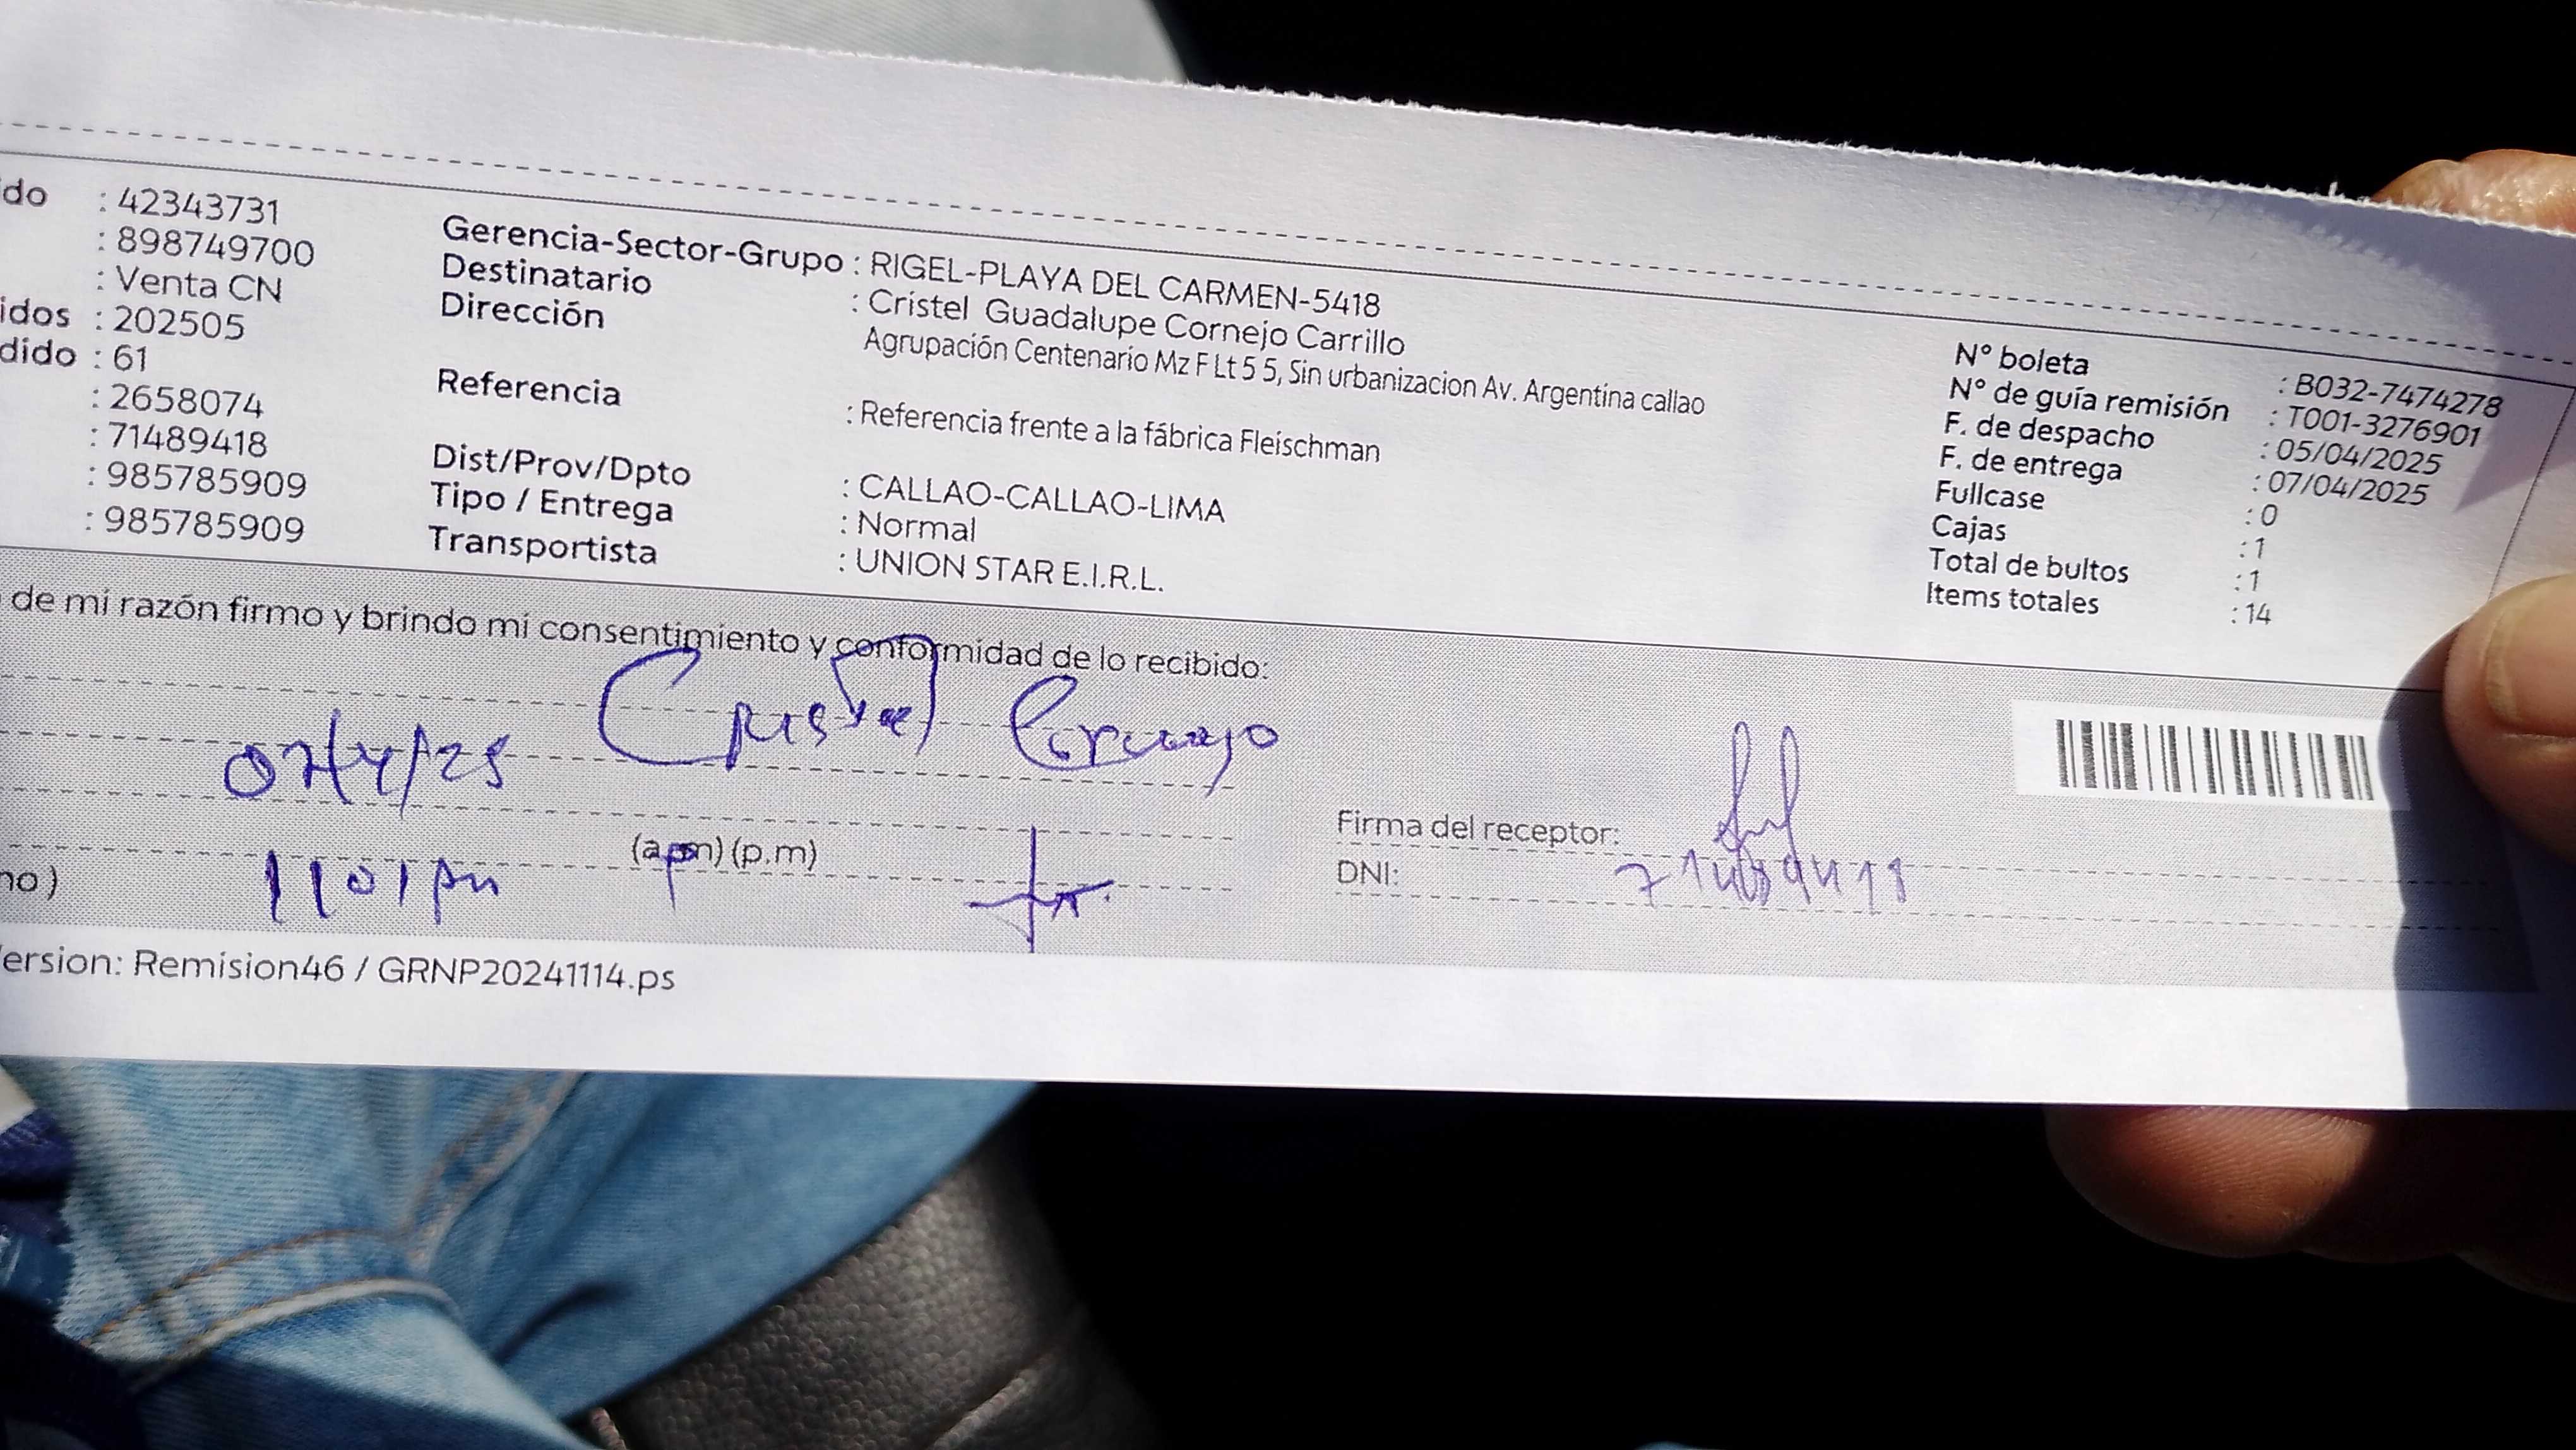 do : 42343731
: 898749700
: Venta CN
idos : 202505
dido : 61
: 2658074
: 71489418
: 985785909
: 985785909
Gerencia-Sector-Grupo : RIGEL-PLAYA DEL CARMEN-5418
Destinatario : Cristel Guadalupe Cornejo Carrillo
Dirección
Agrupación Centenario Mz F Lt 5 5, Sin urbanizacion Av. Argentina callao
Referencia : Referencia frente a la fábrica Fleischman
Dist/Prov/Dpto : CALLAO-CALLAO-LIMA
Tipo / Entrega : Normal
Transportista : UNION STAR E.I.R.L.
N° boleta : B032-7474278
N° de guía remisión : T001-3276901
F. de despacho : 05/04/2025
F. de entrega : 07/04/2025
Fullcase : 0
Cajas : 1
Total de bultos : 1
Items totales : 14
de mi razón firmo y brindo mi consentimiento y conformidad de lo recibido:
Cristel Cornejo
07/4/25
no) 1101 pm (a.m) (p.m)
Firma del receptor:
DNI: 71489418
ersion: Remision46 / GRNP20241114.ps